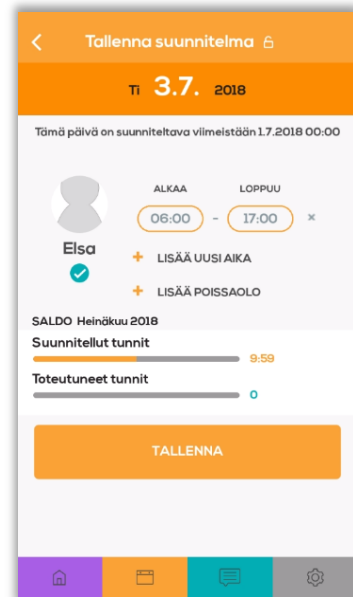 Tallenna suunnitelma
Ti 3.7. 2018
Tämä päivä on suunniteltava viimeistään 1.7.2018 00:00
ALKAA LOPPUU
06:00 - 17:00 ×
Elsa
+ LISÄÄ UUSI AIKA
+ LISÄÄ POISSAOLO
SALDO Heinäkuu 2018
Suunnitellut tunnit
9:59
Toteutuneet tunnit
0
TALLENNA